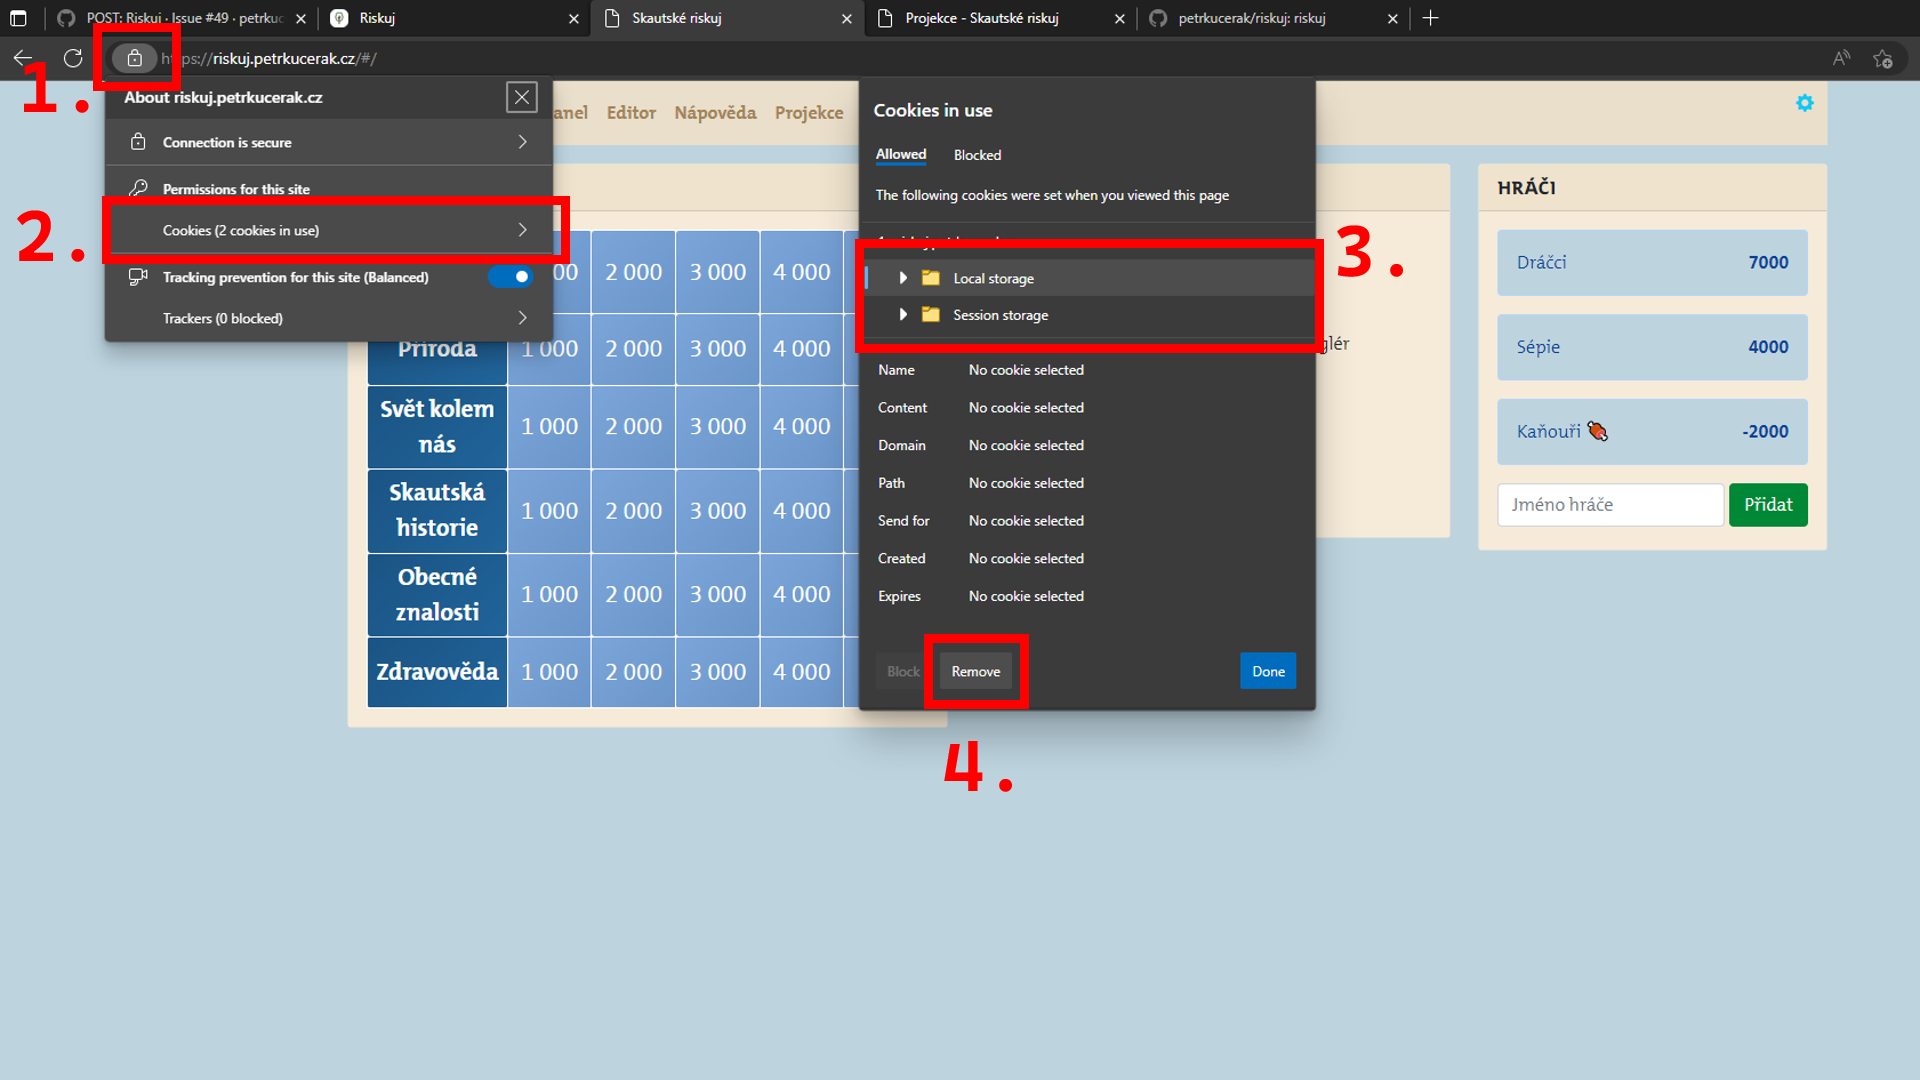 POST: Riskuj · Issue #49 · petrkuc
Riskuj
Skautské riskuj
Projekce - Skautské riskuj
petrkucerak/riskuj: riskuj
https://riskuj.petrkucerak.cz/#/
1.
About riskuj.petrkucerak.cz
Connection is secure
Permissions for this site
2.
Cookies (2 cookies in use)
Tracking prevention for this site (Balanced)
Trackers (0 blocked)
anel
Editor
Nápověda
Projekce
000 2 000 3 000 4 000
Příroda 1 000 2 000 3 000 4 000
Svět kolem
nás
1 000 2 000 3 000 4 000
Skautská
historie
1 000 2 000 3 000 4 000
Obecné
znalosti
1 000 2 000 3 000 4 000
Zdravověda 1 000 2 000 3 000 4 000
Cookies in use
Allowed Blocked
The following cookies were set when you viewed this page
3.
Local storage
Session storage
Name No cookie selected
Content No cookie selected
Domain No cookie selected
Path No cookie selected
Send for No cookie selected
Created No cookie selected
Expires No cookie selected
Block Remove Done
4.
glér
HRÁČI
Dráčci 7000
Sépie 4000
Kaňouři 🍖 -2000
Jméno hráče Přidat